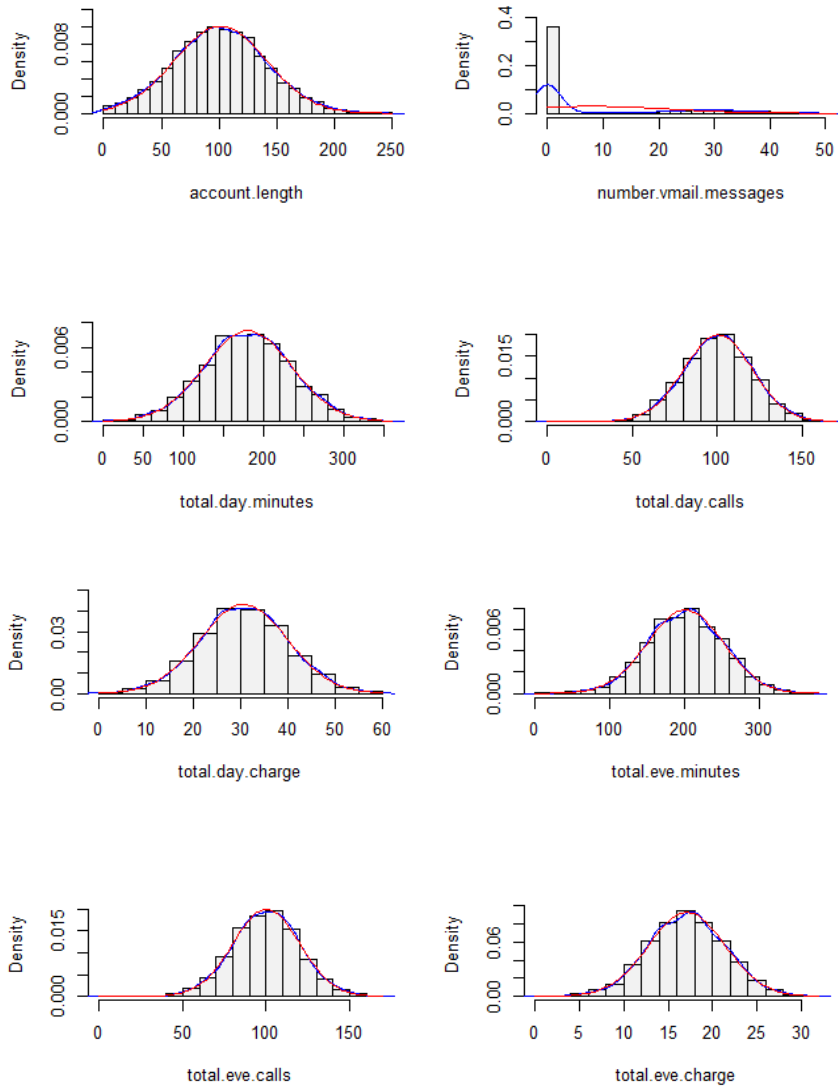 Density
0.000 0.008
0 50 100 150 200 250
account.length
Density
0.0 0.2 0.4
0 10 20 30 40 50
number.vmail.messages
Density
0.000 0.006
0 50 100 200 300
total.day.minutes
Density
0.000 0.015
0 50 100 150
total.day.calls
Density
0.00 0.03
0 10 20 30 40 50 60
total.day.charge
Density
0.000 0.006
0 100 200 300
total.eve.minutes
Density
0.000 0.015
0 50 100 150
total.eve.calls
Density
0.00 0.06
0 5 10 15 20 25 30
total.eve.charge